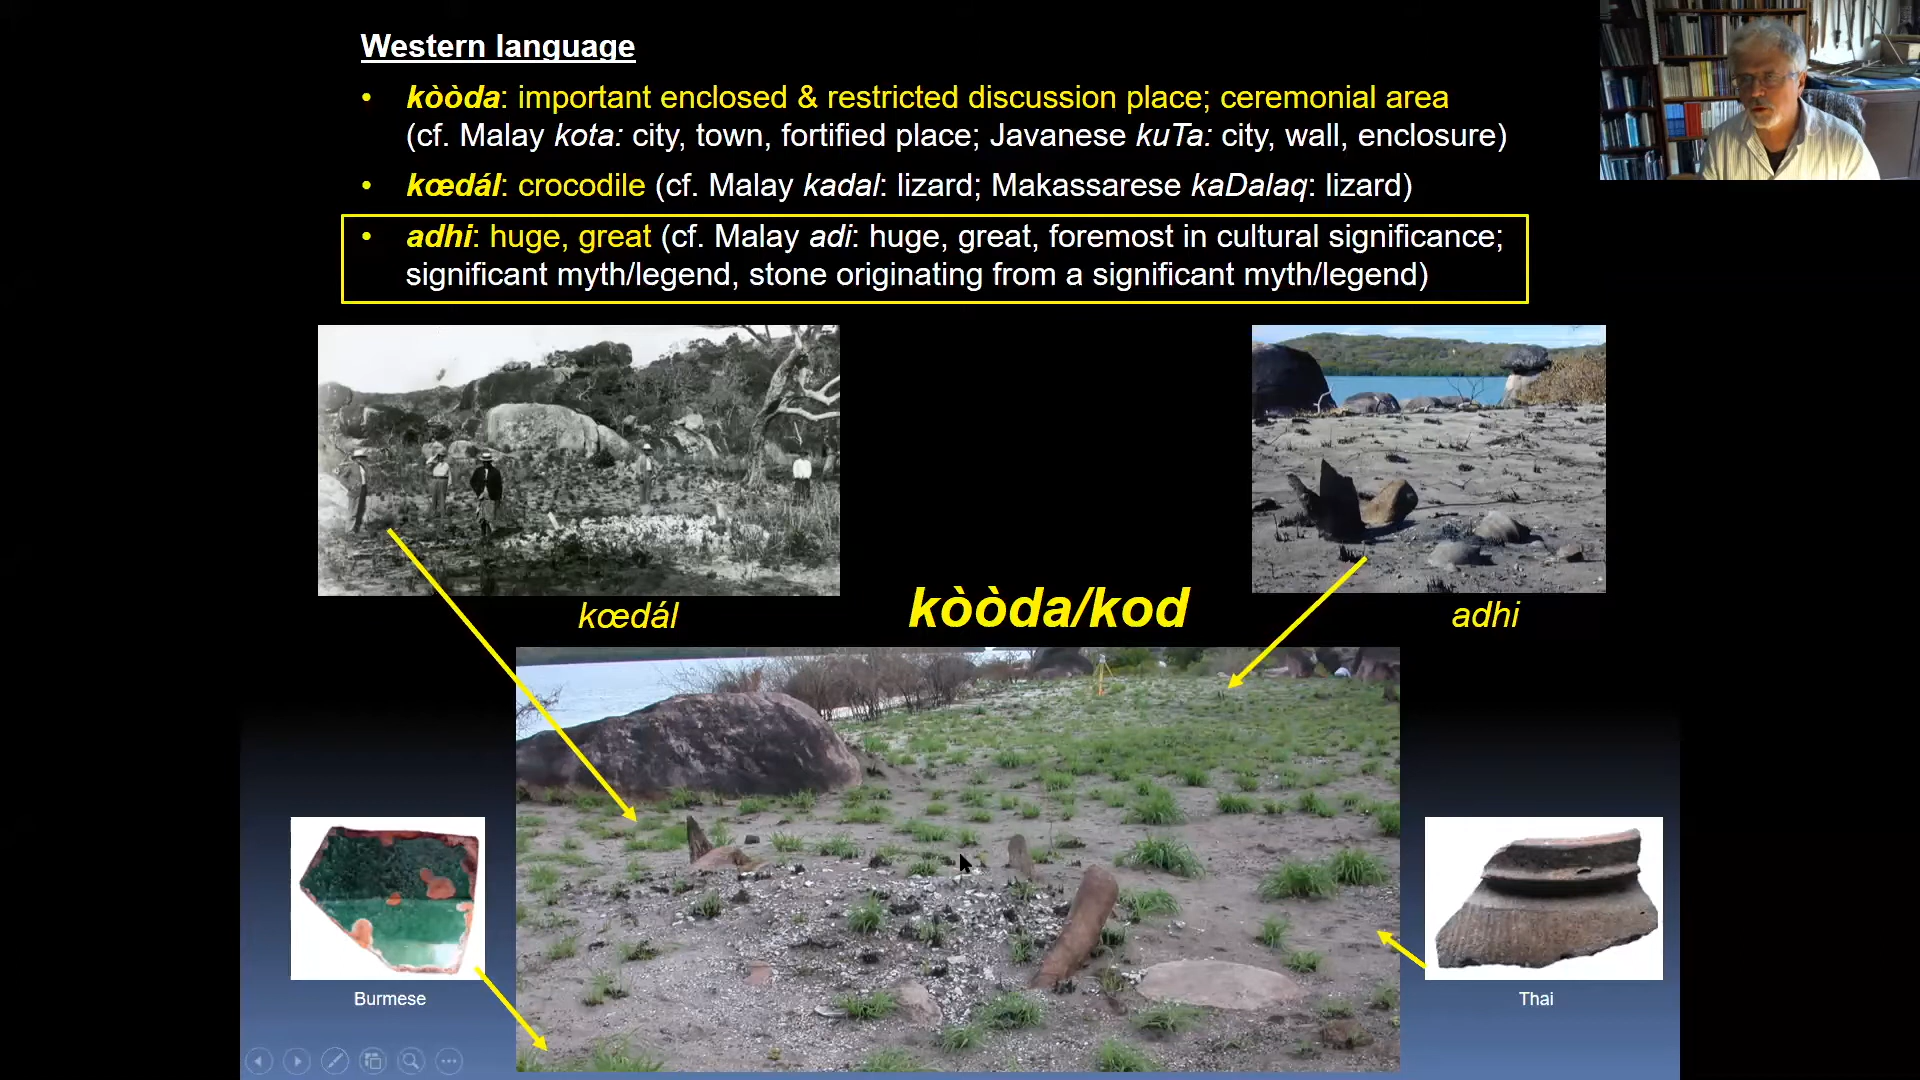 Western language
• kòòda: important enclosed & restricted discussion place; ceremonial area
(cf. Malay kota: city, town, fortified place; Javanese kuTa: city, wall, enclosure)
• kœdál: crocodile (cf. Malay kadal: lizard; Makassarese kaDalaq: lizard)
• adhi: huge, great (cf. Malay adi: huge, great, foremost in cultural significance;
significant myth/legend, stone originating from a significant myth/legend)
kœdál
kòòda/kod
adhi
Burmese
Thai